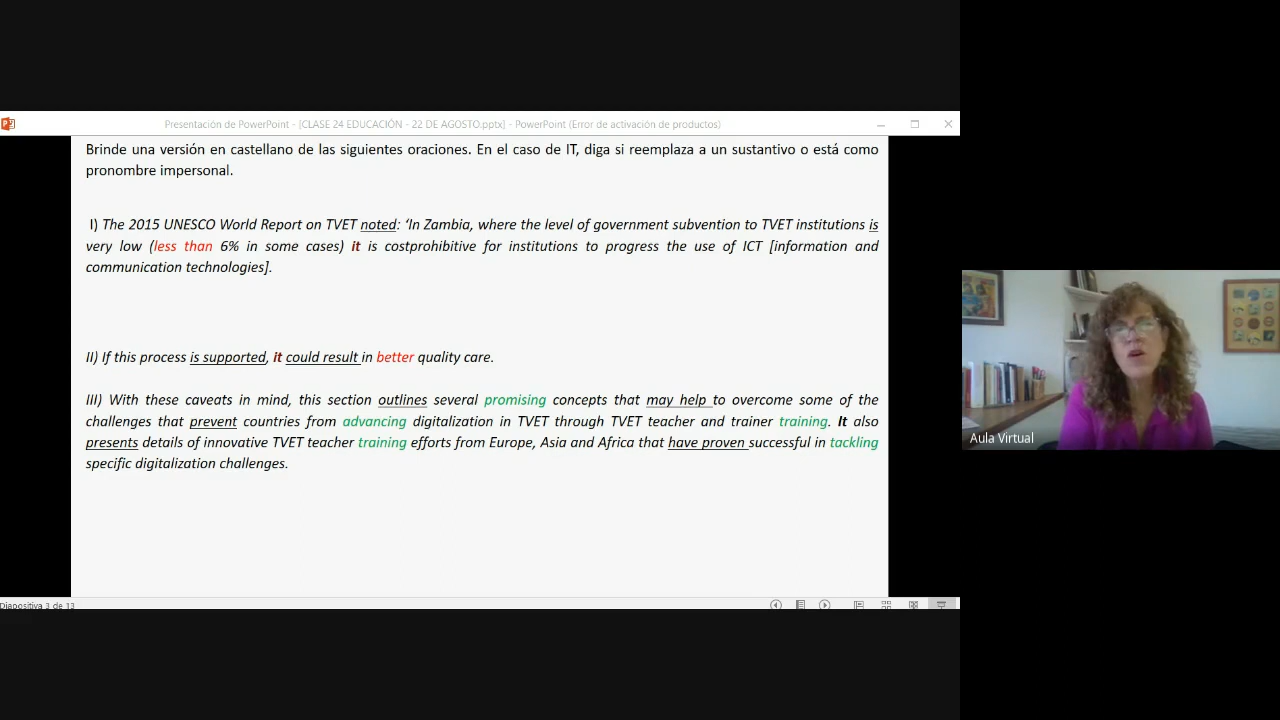 Presentación de PowerPoint - [CLASE 24 EDUCACIÓN - 22 DE AGOSTO.pptx] - PowerPoint (Error de activación de productos)
Brinde una versión en castellano de las siguientes oraciones. En el caso de IT, diga si reemplaza a un sustantivo o está como
pronombre impersonal.
I) The 2015 UNESCO World Report on TVET noted: ‘In Zambia, where the level of government subvention to TVET institutions is
very low (less than 6% in some cases) it is costprohibitive for institutions to progress the use of ICT [information and
communication technologies].
II) If this process is supported, it could result in better quality care.
III) With these caveats in mind, this section outlines several promising concepts that may help to overcome some of the
challenges that prevent countries from advancing digitalization in TVET through TVET teacher and trainer training. It also
presents details of innovative TVET teacher training efforts from Europe, Asia and Africa that have proven successful in tackling
specific digitalization challenges.
Aula Virtual
Diapositiva 3 de 13